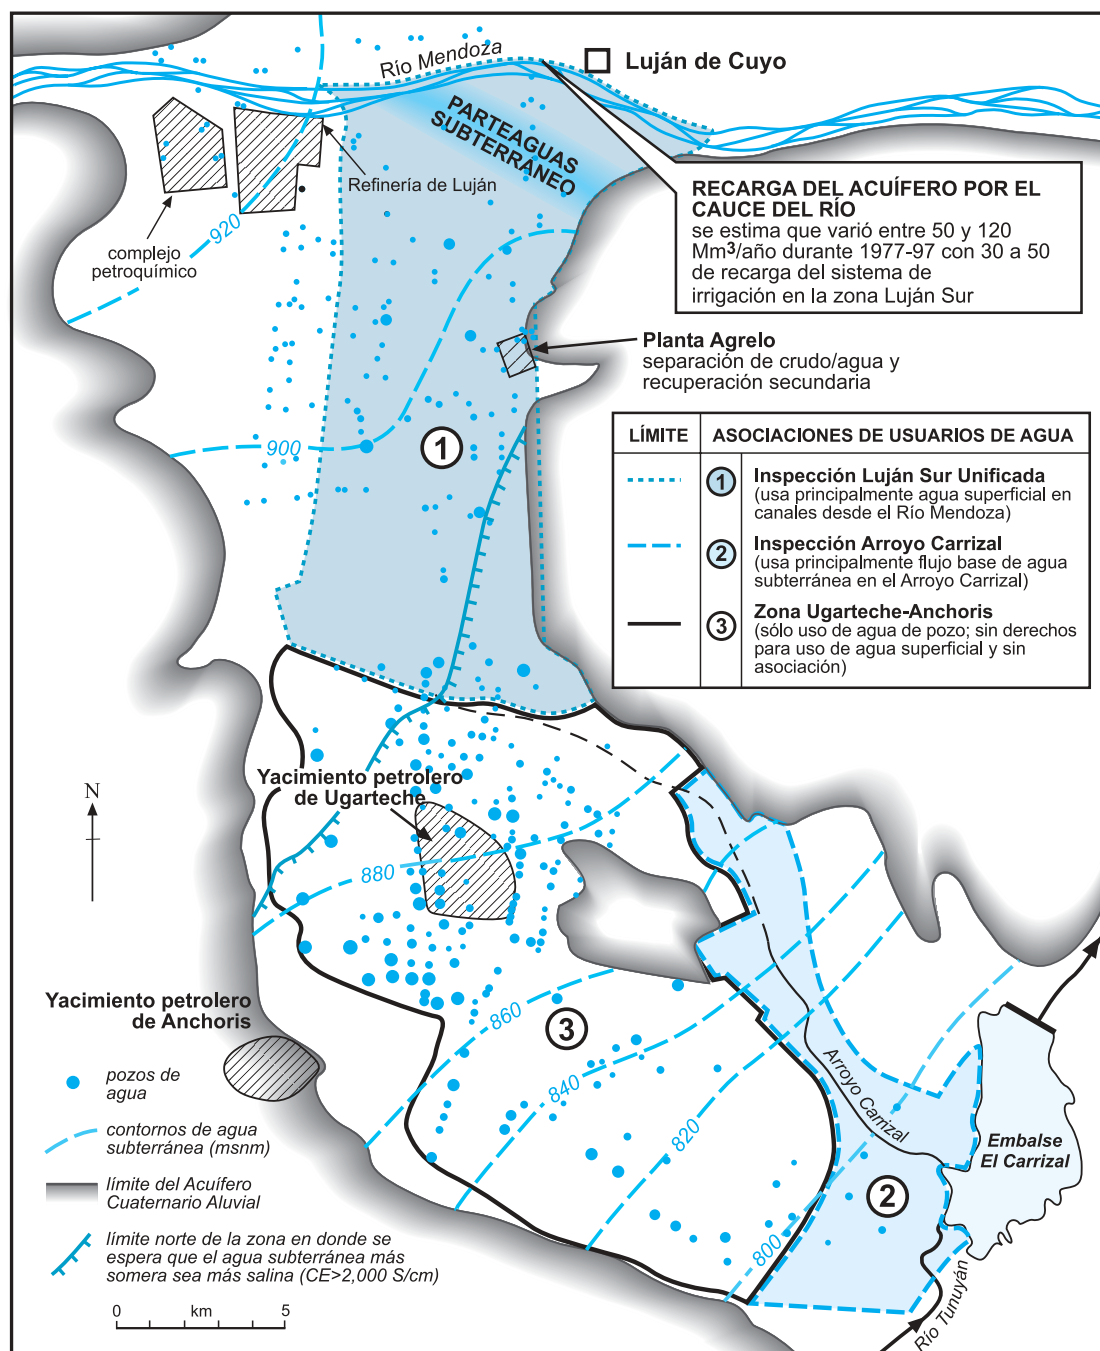 Río Mendoza
Luján de Cuyo
PARTEAGUAS
SUBTERRANEO
Refinería de Luján
complejo
petroquímico
920
RECARGA DEL ACUÍFERO POR EL
CAUCE DEL RÍO
se estima que varió entre 50 y 120
Mm³/año durante 1977-97 con 30 a 50
de recarga del sistema de
irrigación en la zona Luján Sur
Planta Agrelo
separación de crudo/agua y
recuperación secundaria
900
1
LÍMITE ASOCIACIONES DE USUARIOS DE AGUA
1 Inspección Luján Sur Unificada
(usa principalmente agua superficial en
canales desde el Río Mendoza)
2 Inspección Arroyo Carrizal
(usa principalmente flujo base de agua
subterránea en el Arroyo Carrizal)
3 Zona Ugarteche-Anchoris
(sólo uso de agua de pozo; sin derechos
para uso de agua superficial y sin
asociación)
N
Yacimiento petrolero
de Ugarteche
880
860
3
840
820
800
2
Arroyo Carrizal
Embalse
El Carrizal
Río Tunuyán
Yacimiento petrolero
de Anchoris
pozos de
agua
contornos de agua
subterránea (msnm)
límite del Acuífero
Cuaternario Aluvial
límite norte de la zona en donde se
espera que el agua subterránea más
somera sea más salina (CE>2,000 S/cm)
0 km 5